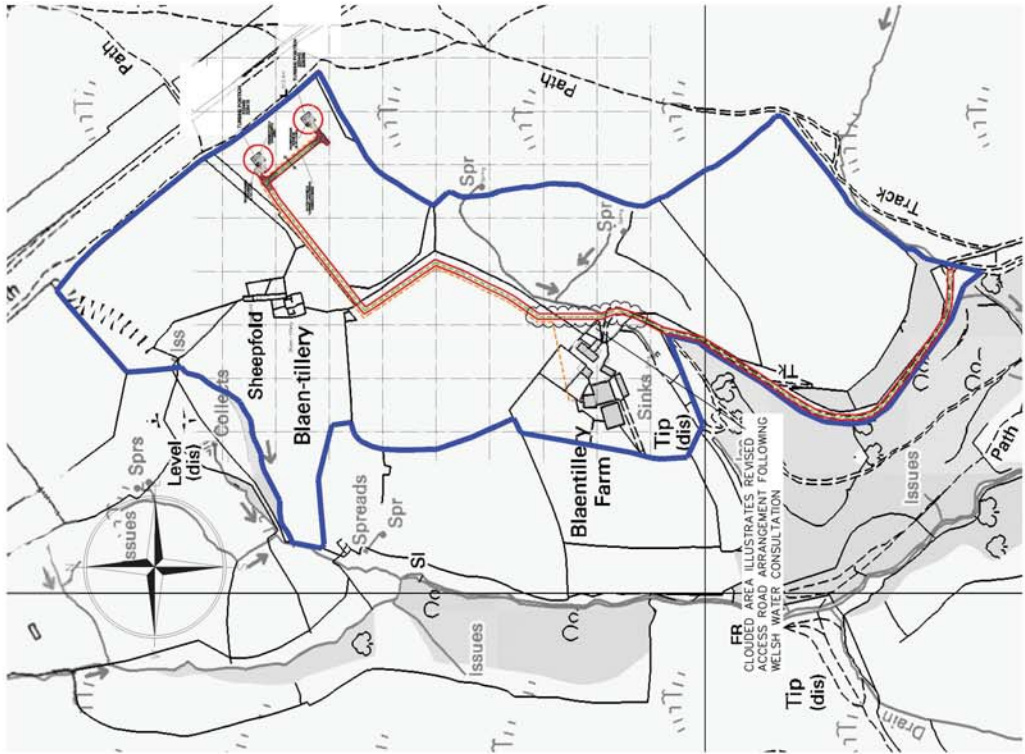 Path
Path
Path
Issues
Sprs
Level
(dis)
Iss
Collects
Sheepfold
Blaen-tillery
Spr
Spr
Track
Spreads
Spr
SI
Issues
Blaentillery
Farm
Sinks
Tip
(dis)
Tk
Issues
FR
CLOUDED AREA ILLUSTRATES REVISED
ACCESS ROAD ARRANGEMENT FOLLOWING
WELSH WATER CONSULTATION
Tip
(dis)
Drain